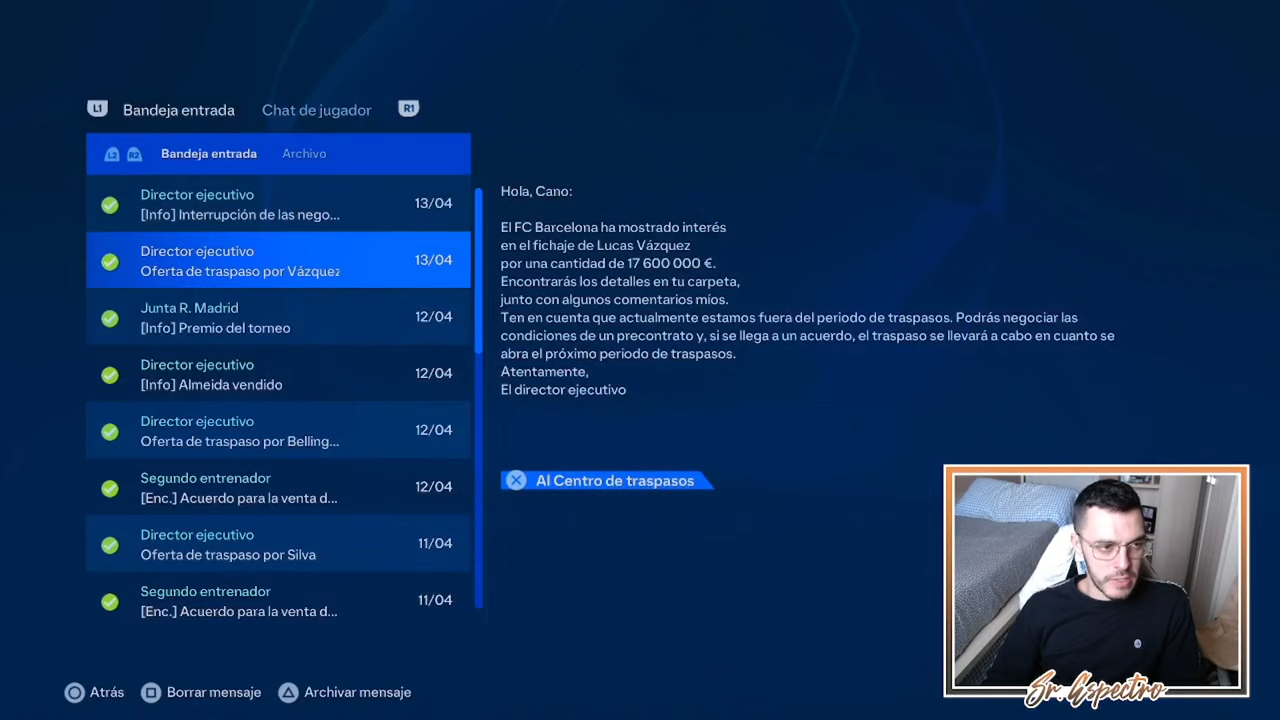 L1 Bandeja entrada Chat de jugador R1
L2 R2 Bandeja entrada Archivo
Director ejecutivo
[Info] Interrupción de las nego... 13/04
Director ejecutivo
Oferta de traspaso por Vázquez 13/04
Junta R. Madrid
[Info] Premio del torneo 12/04
Director ejecutivo
[Info] Almeida vendido 12/04
Director ejecutivo
Oferta de traspaso por Belling... 12/04
Segundo entrenador
[Enc.] Acuerdo para la venta d... 12/04
Director ejecutivo
Oferta de traspaso por Silva 11/04
Segundo entrenador
[Enc.] Acuerdo para la venta d... 11/04
Hola, Cano:
El FC Barcelona ha mostrado interés
en el fichaje de Lucas Vázquez
por una cantidad de 17 600 000 €.
Encontrarás los detalles en tu carpeta,
junto con algunos comentarios míos.
Ten en cuenta que actualmente estamos fuera del periodo de traspasos. Podrás negociar las
condiciones de un precontrato y, si se llega a un acuerdo, el traspaso se llevará a cabo en cuanto se
abra el próximo periodo de traspasos.
Atentamente,
El director ejecutivo
Al Centro de traspasos
Sr. Espectro
Atrás Borrar mensaje Archivar mensaje